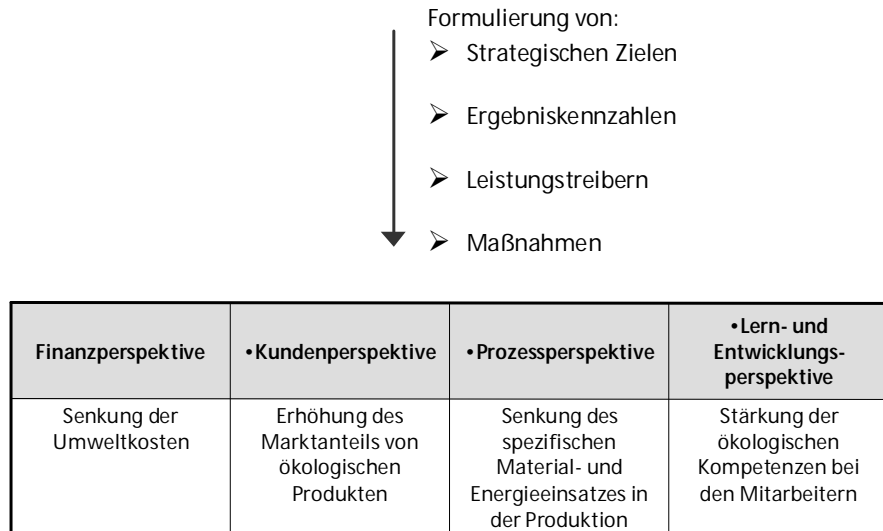 Formulierung von:
➢ Strategischen Zielen
➢ Ergebniskennzahlen
➢ Leistungstreibern
➢ Maßnahmen
Finanzperspektive
•Kundenperspektive
•Prozessperspektive
•Lern- und
Entwicklungs-
perspektive
Senkung der
Umweltkosten
Erhöhung des
Marktanteils von
ökologischen
Produkten
Senkung des
spezifischen
Material- und
Energieeinsatzes in
der Produktion
Stärkung der
ökologischen
Kompetenzen bei
den Mitarbeitern